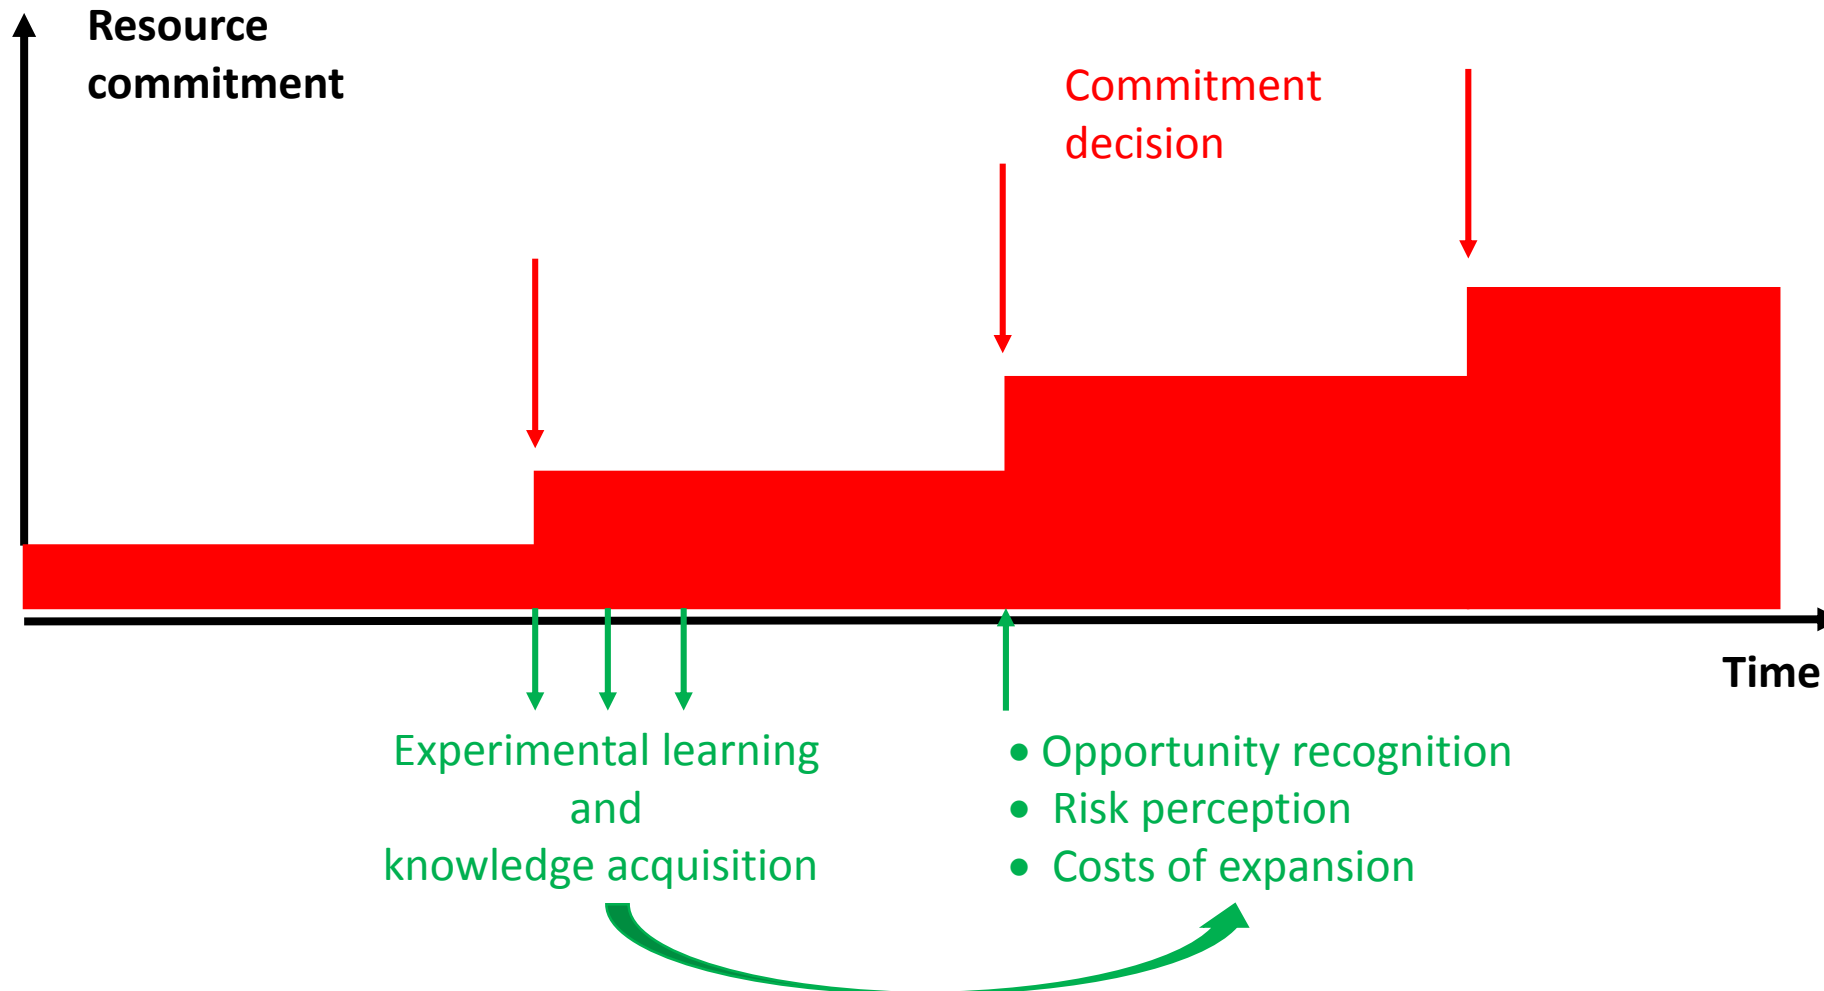 Resource
commitment
Commitment
decision
Time
Experimental learning
and
knowledge acquisition
• Opportunity recognition
• Risk perception
• Costs of expansion